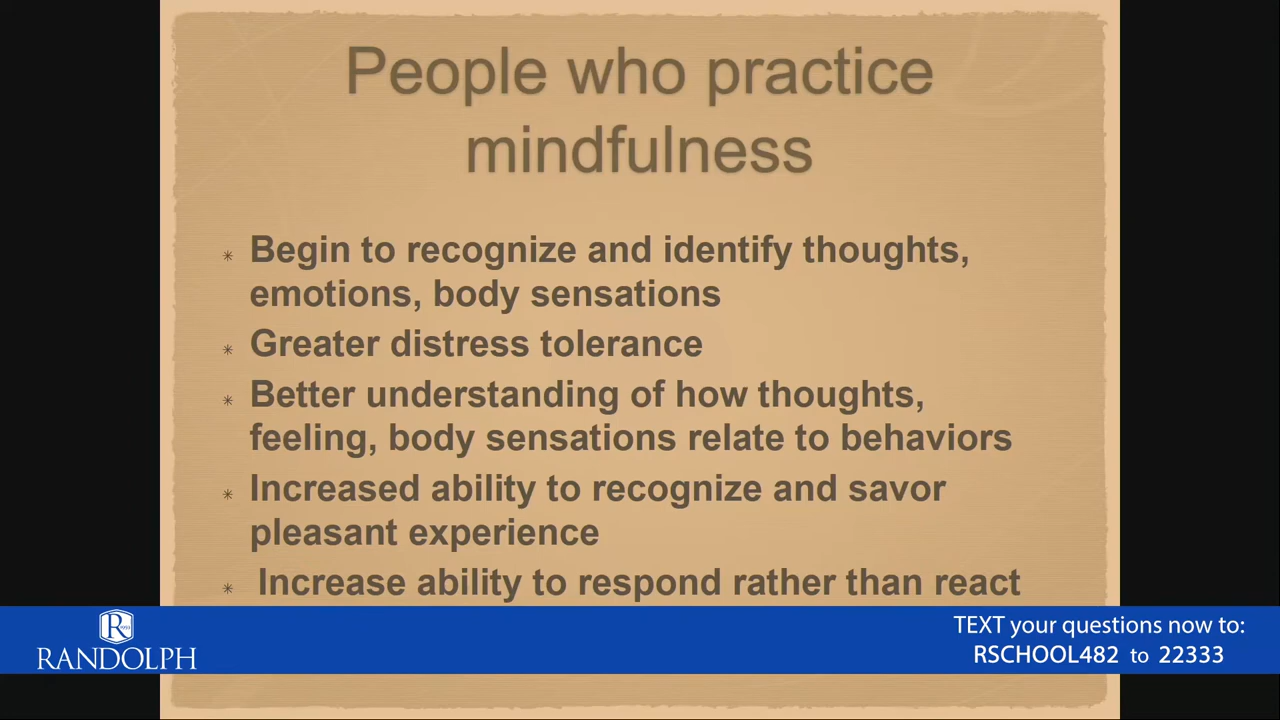 People who practice
mindfulness
* Begin to recognize and identify thoughts,
emotions, body sensations
* Greater distress tolerance
* Better understanding of how thoughts,
feeling, body sensations relate to behaviors
* Increased ability to recognize and savor
pleasant experience
* Increase ability to respond rather than react
R
RANDOLPH
TEXT your questions now to:
RSCHOOL482 to 22333